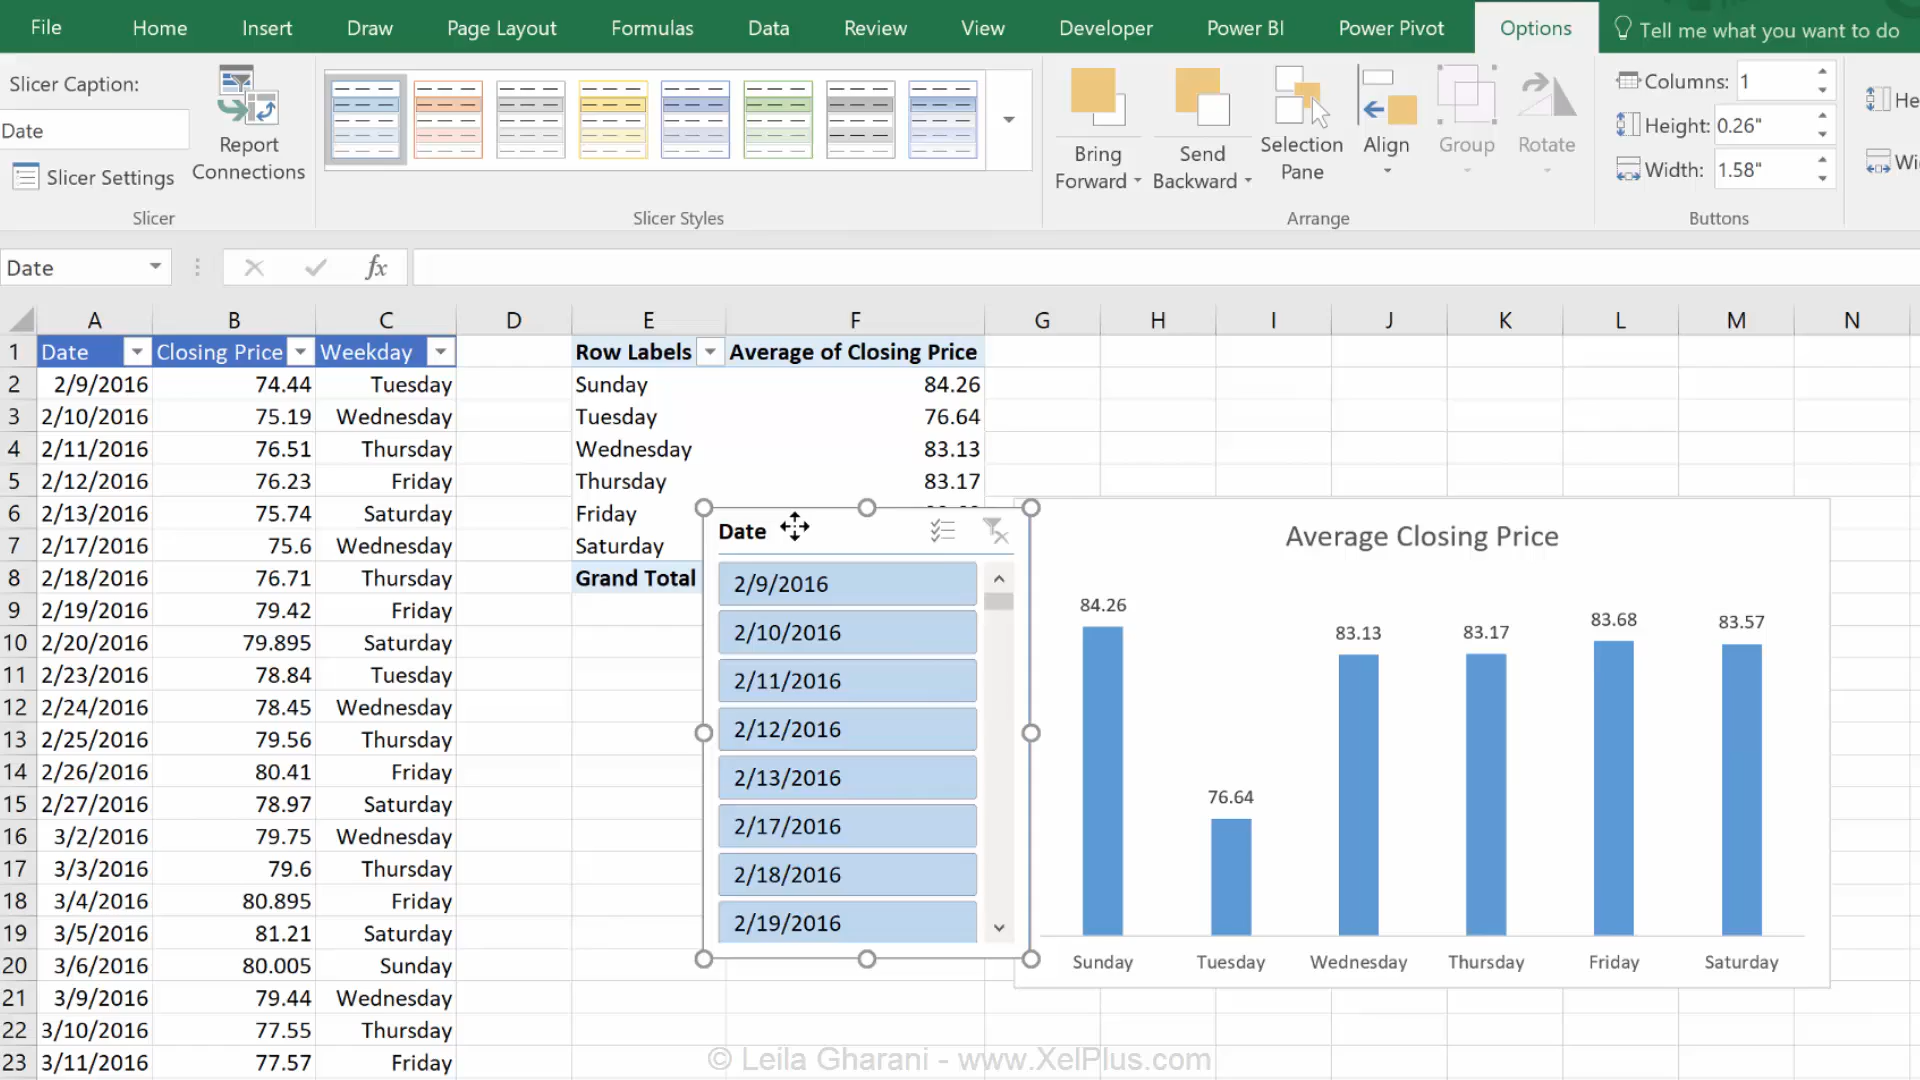 File Home Insert Draw Page Layout Formulas Data Review View Developer Power BI Power Pivot Options Tell me what you want to do
Slicer Caption:
Date
Slicer Settings
Report
Connections
Slicer
Slicer Styles
Bring
Forward
Send
Backward
Selection
Pane
Align
Group
Rotate
Arrange
Columns: 1
Height: 0.26"
Width: 1.58"
Buttons
He
Wi
Date fx
A B C D E F G H I J K L M N
1 Date Closing Price Weekday Row Labels Average of Closing Price
2 2/9/2016 74.44 Tuesday Sunday 84.26
3 2/10/2016 75.19 Wednesday Tuesday 76.64
4 2/11/2016 76.51 Thursday Wednesday 83.13
5 2/12/2016 76.23 Friday Thursday 83.17
6 2/13/2016 75.74 Saturday Friday
7 2/17/2016 75.6 Wednesday Saturday
8 2/18/2016 76.71 Thursday Grand Total
9 2/19/2016 79.42 Friday
10 2/20/2016 79.895 Saturday
11 2/23/2016 78.84 Tuesday
12 2/24/2016 78.45 Wednesday
13 2/25/2016 79.56 Thursday
14 2/26/2016 80.41 Friday
15 2/27/2016 78.97 Saturday
16 3/2/2016 79.75 Wednesday
17 3/3/2016 79.6 Thursday
18 3/4/2016 80.895 Friday
19 3/5/2016 81.21 Saturday
20 3/6/2016 80.005 Sunday
21 3/9/2016 79.44 Wednesday
22 3/10/2016 77.55 Thursday
23 3/11/2016 77.57 Friday
Date
2/9/2016
2/10/2016
2/11/2016
2/12/2016
2/13/2016
2/17/2016
2/18/2016
2/19/2016
Average Closing Price
84.26 76.64 83.13 83.17 83.68 83.57
Sunday Tuesday Wednesday Thursday Friday Saturday
© Leila Gharani - www.XelPlus.com